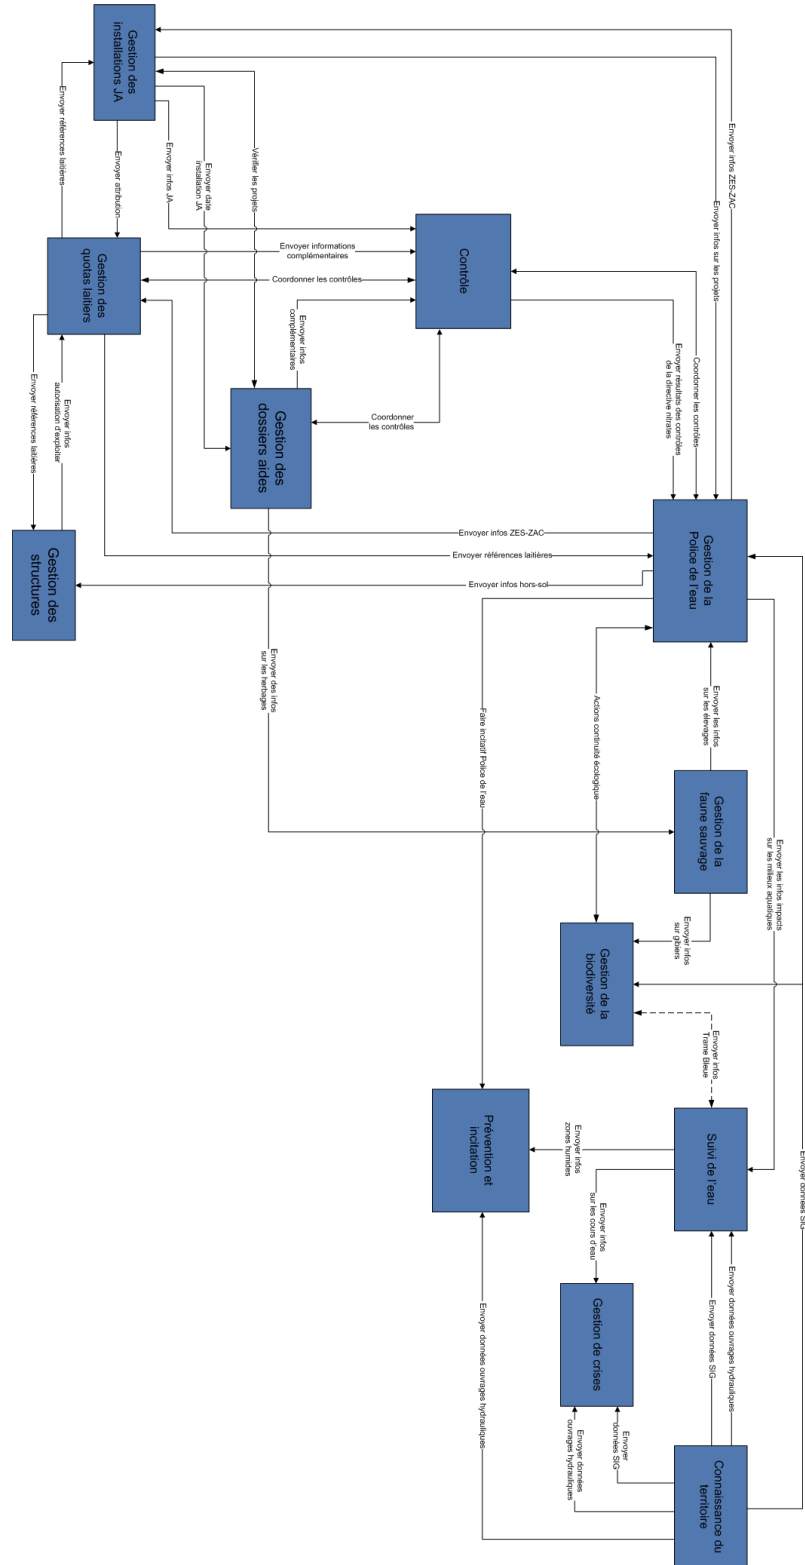 Gestion des
installations JA
Envoyer références laitières
Envoyer attribution
Envoyer infos JA
Envoyer date
installation JA
Vérifier les projets
Envoyer infos ZES-ZAC
Envoyer infos sur les projets
Gestion des
quotas laitiers
Envoyer informations
complémentaires
Coordonner les contrôles
Envoyer infos
complémentaires
Contrôle
Coordonner les contrôles
Envoyer résultats des contrôles
de la directive nitrates
Coordonner
les contrôles
Gestion des
dossiers aides
Envoyer références laitières
Envoyer infos
autorisation d'exploiter
Gestion des
structures
Envoyer infos ZES-ZAC
Envoyer références laitières
Envoyer infos hors-sol
Gestion de la
Police de l'eau
Envoyer des infos
sur les herbages
Faire incitatif Police de l'eau
Actions continuité écologique
Envoyer les infos
sur les élevages
Envoyer les infos impacts
sur les milieux aquatiques
Gestion de la
faune sauvage
Envoyer infos
sur gibiers
Gestion de la
biodiversité
Envoyer infos
Trame Bleue
Envoyer données SIG
Suivi de l'eau
Prévention et
incitation
Envoyer infos
zones humides
Envoyer infos
sur les cours d'eau
Gestion de crises
Envoyer données ouvrages hydrauliques
Envoyer données SIG
Envoyer données ouvrages hydrauliques
Envoyer
données SIG
Envoyer données
ouvrages hydrauliques
Connaissance du
territoire